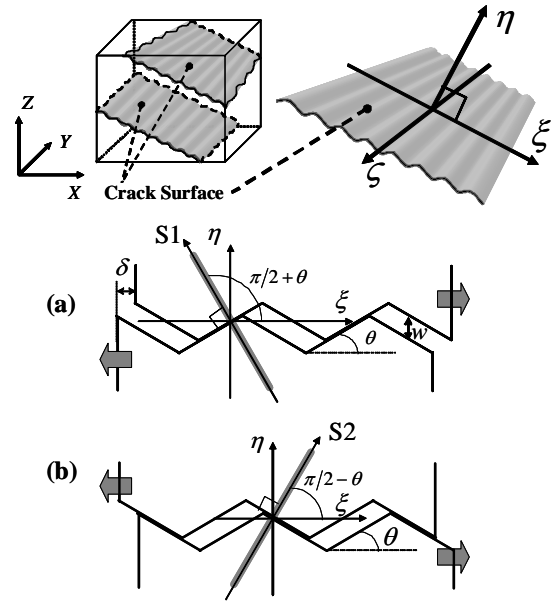 η
Z
Y
X
ξ
ζ
Crack Surface
S1
η
π/2+θ
δ
(a)
ξ
θ
w
η
S2
(b)
π/2−θ
ξ
θ